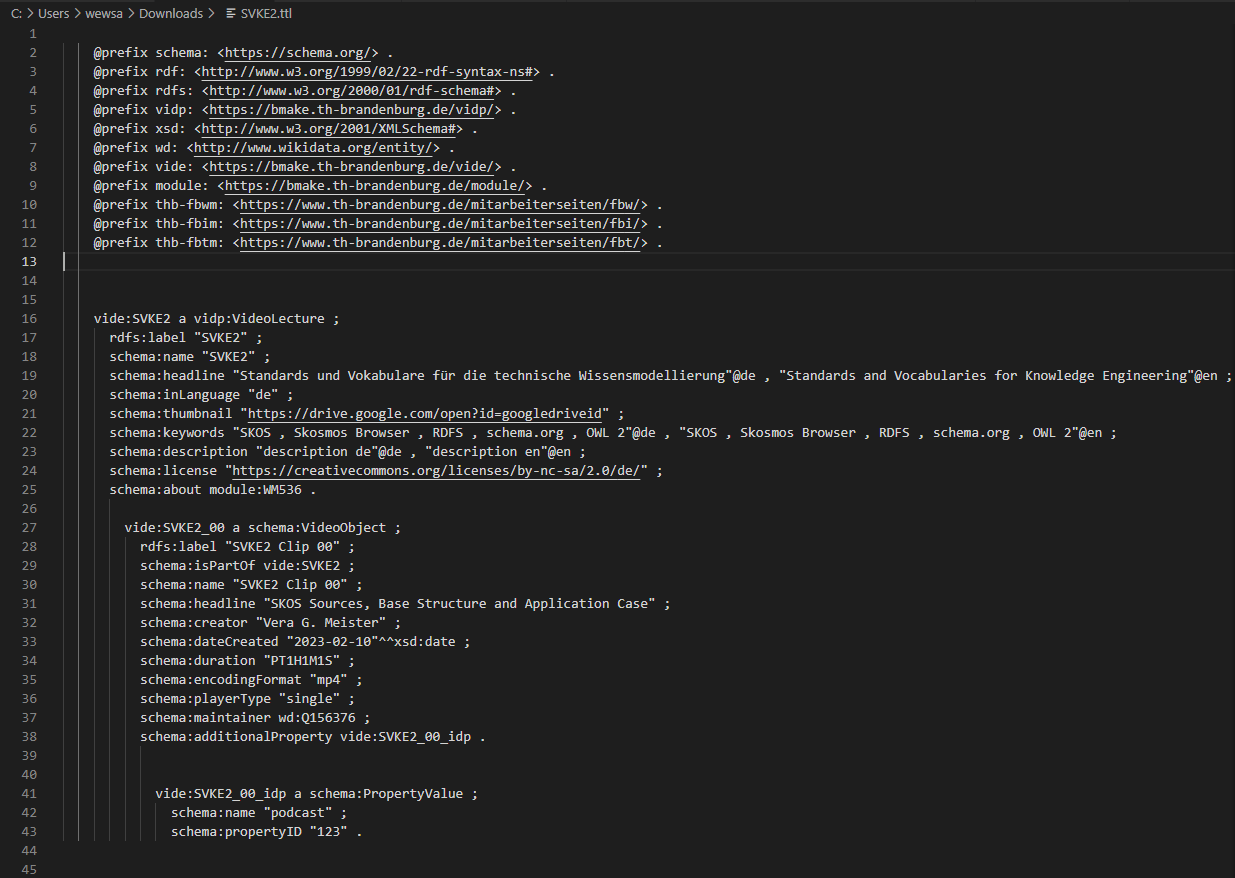 C: > Users > wewsa > Downloads > SVKE2.ttl
1
2 @prefix schema: <https://schema.org/> .
3 @prefix rdf: <http://www.w3.org/1999/02/22-rdf-syntax-ns#> .
4 @prefix rdfs: <http://www.w3.org/2000/01/rdf-schema#> .
5 @prefix vidp: <https://bmake.th-brandenburg.de/vidp/> .
6 @prefix xsd: <http://www.w3.org/2001/XMLSchema#> .
7 @prefix wd: <http://www.wikidata.org/entity/> .
8 @prefix vide: <https://bmake.th-brandenburg.de/vide/> .
9 @prefix module: <https://bmake.th-brandenburg.de/module/> .
10 @prefix thb-fbwm: <https://www.th-brandenburg.de/mitarbeiterseiten/fbw/> .
11 @prefix thb-fbim: <https://www.th-brandenburg.de/mitarbeiterseiten/fbi/> .
12 @prefix thb-fbtm: <https://www.th-brandenburg.de/mitarbeiterseiten/fbt/> .
13
14
15
16 vide:SVKE2 a vidp:VideoLecture ;
17 rdfs:label "SVKE2" ;
18 schema:name "SVKE2" ;
19 schema:headline "Standards und Vokabulare für die technische Wissensmodellierung"@de , "Standards and Vocabularies for Knowledge Engineering"@en ;
20 schema:inLanguage "de" ;
21 schema:thumbnail "https://drive.google.com/open?id=googledriveid" ;
22 schema:keywords "SKOS , Skosmos Browser , RDFS , schema.org , OWL 2"@de , "SKOS , Skosmos Browser , RDFS , schema.org , OWL 2"@en ;
23 schema:description "description de"@de , "description en"@en ;
24 schema:license "https://creativecommons.org/licenses/by-nc-sa/2.0/de/" ;
25 schema:about module:WM536 .
26
27 vide:SVKE2_00 a schema:VideoObject ;
28 rdfs:label "SVKE2 Clip 00" ;
29 schema:isPartOf vide:SVKE2 ;
30 schema:name "SVKE2 Clip 00" ;
31 schema:headline "SKOS Sources, Base Structure and Application Case" ;
32 schema:creator "Vera G. Meister" ;
33 schema:dateCreated "2023-02-10"^^xsd:date ;
34 schema:duration "PT1H1M1S" ;
35 schema:encodingFormat "mp4" ;
36 schema:playerType "single" ;
37 schema:maintainer wd:Q156376 ;
38 schema:additionalProperty vide:SVKE2_00_idp .
39
40
41 vide:SVKE2_00_idp a schema:PropertyValue ;
42 schema:name "podcast" ;
43 schema:propertyID "123" .
44
45